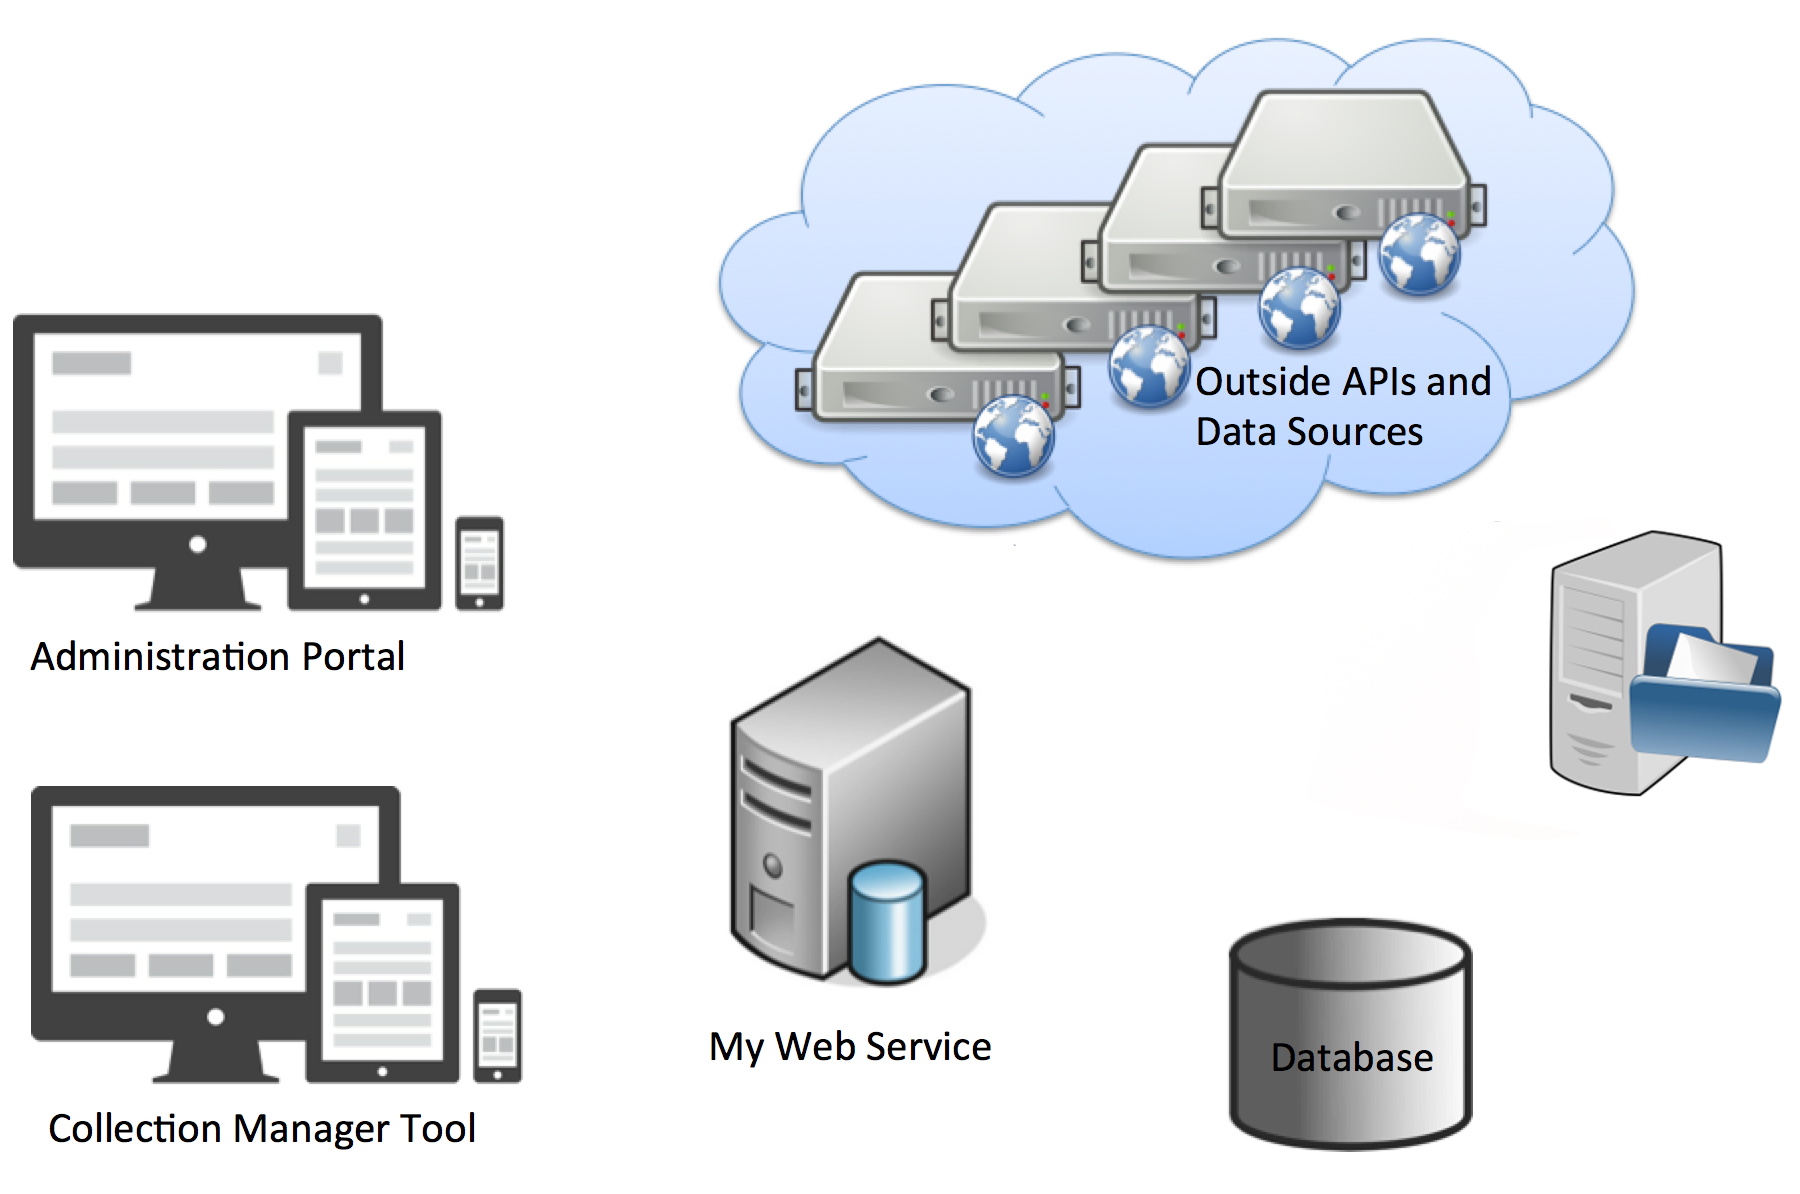 Outside APIs and
Data Sources
Administration Portal
My Web Service
Database
Collection Manager Tool